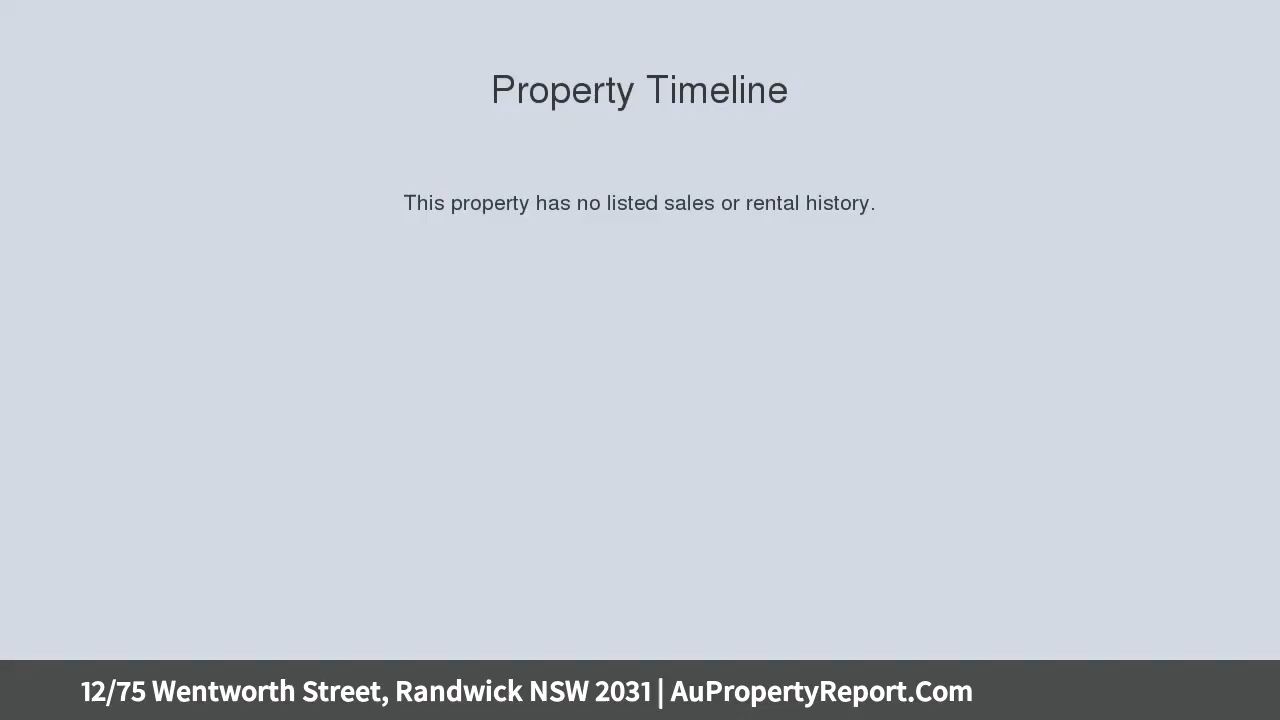 Property Timeline
This property has no listed sales or rental history.
12/75 Wentworth Street, Randwick NSW 2031 | AuPropertyReport.Com